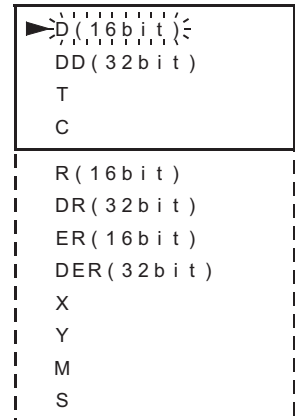 D(16bit)
DD(32bit)
T
C
R(16bit)
DR(32bit)
ER(16bit)
DER(32bit)
X
Y
M
S